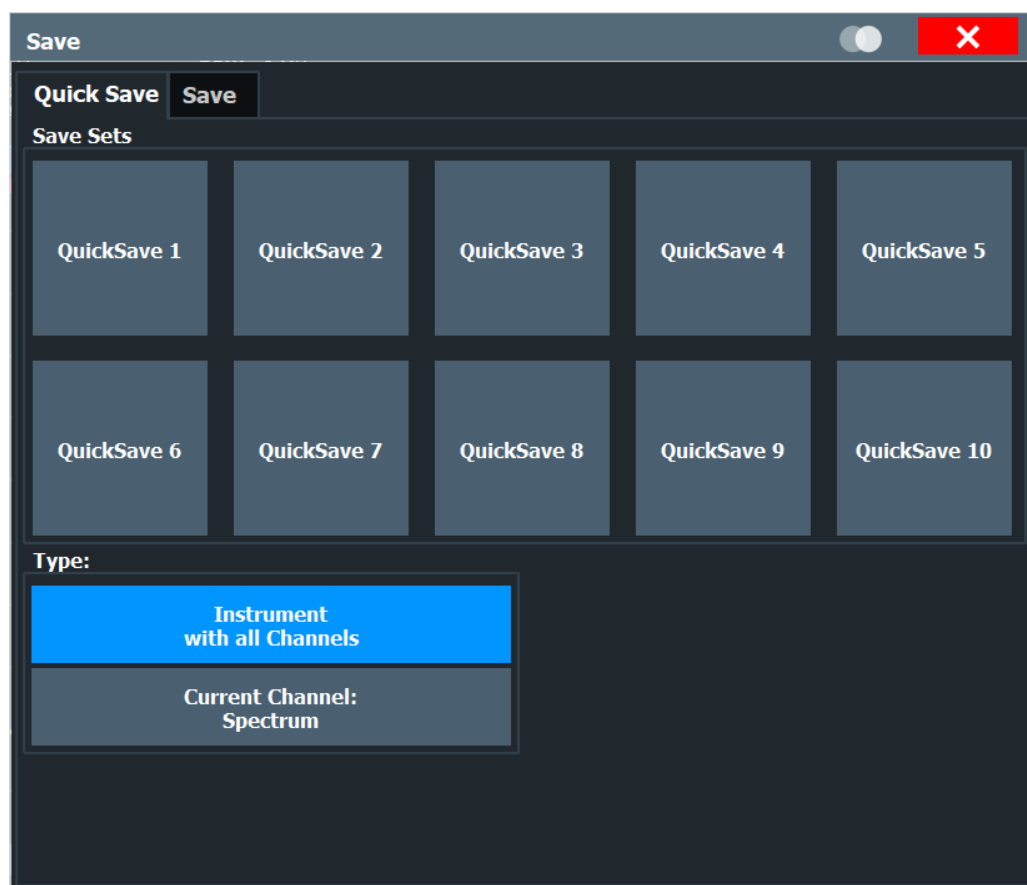 Save
Quick Save Save
Save Sets
QuickSave 1 QuickSave 2 QuickSave 3 QuickSave 4 QuickSave 5
QuickSave 6 QuickSave 7 QuickSave 8 QuickSave 9 QuickSave 10
Type:
Instrument
with all Channels
Current Channel:
Spectrum